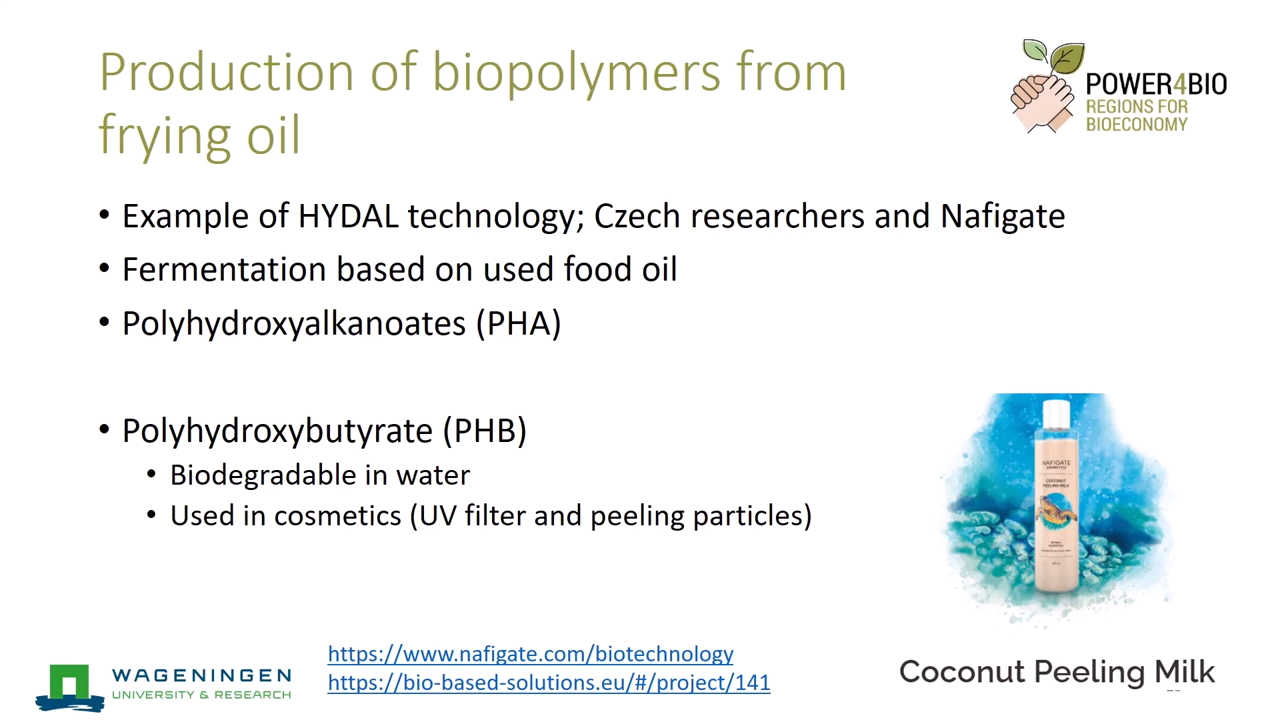 Production of biopolymers from
frying oil
POWER4BIO
REGIONS FOR
BIOECONOMY
• Example of HYDAL technology; Czech researchers and Nafigate
• Fermentation based on used food oil
• Polyhydroxyalkanoates (PHA)
• Polyhydroxybutyrate (PHB)
• Biodegradable in water
• Used in cosmetics (UV filter and peeling particles)
NAFIGATE
COSMETICS
COCONUT
PEELING MILK
WAGENINGEN
UNIVERSITY & RESEARCH
https://www.nafigate.com/biotechnology
https://bio-based-solutions.eu/#/project/141
Coconut Peeling Milk